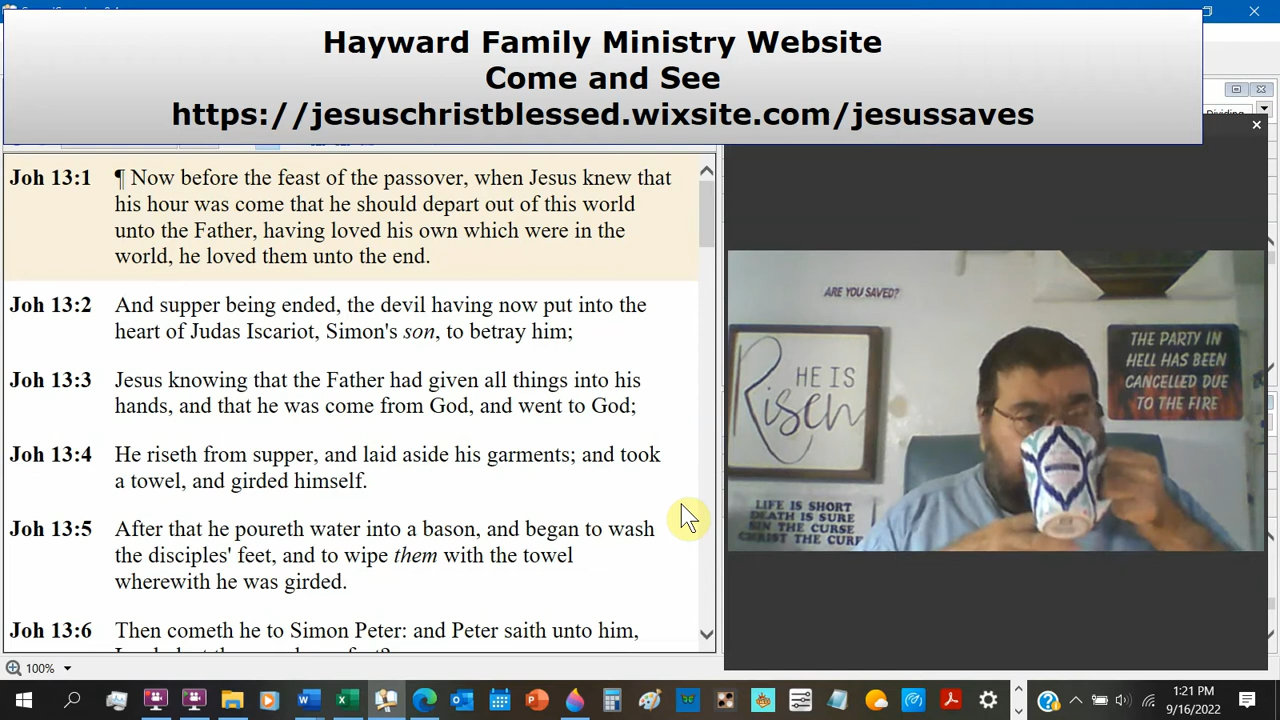 Hayward Family Ministry Website
Come and See
https://jesuschristblessed.wixsite.com/jesussaves
Joh 13:1 ¶ Now before the feast of the passover, when Jesus knew that
his hour was come that he should depart out of this world
unto the Father, having loved his own which were in the
world, he loved them unto the end.
Joh 13:2 And supper being ended, the devil having now put into the
heart of Judas Iscariot, Simon's son, to betray him;
Joh 13:3 Jesus knowing that the Father had given all things into his
hands, and that he was come from God, and went to God;
Joh 13:4 He riseth from supper, and laid aside his garments; and took
a towel, and girded himself.
Joh 13:5 After that he poureth water into a bason, and began to wash
the disciples' feet, and to wipe them with the towel
wherewith he was girded.
Joh 13:6 Then cometh he to Simon Peter: and Peter saith unto him,
ARE YOU SAVED?
HE IS
Risen
THE PARTY IN
HELL HAS BEEN
CANCELLED DUE
TO THE FIRE
LIFE IS SHORT
DEATH IS SURE
SIN THE CURSE
CHRIST THE CURE
100%
1:21 PM
9/16/2022